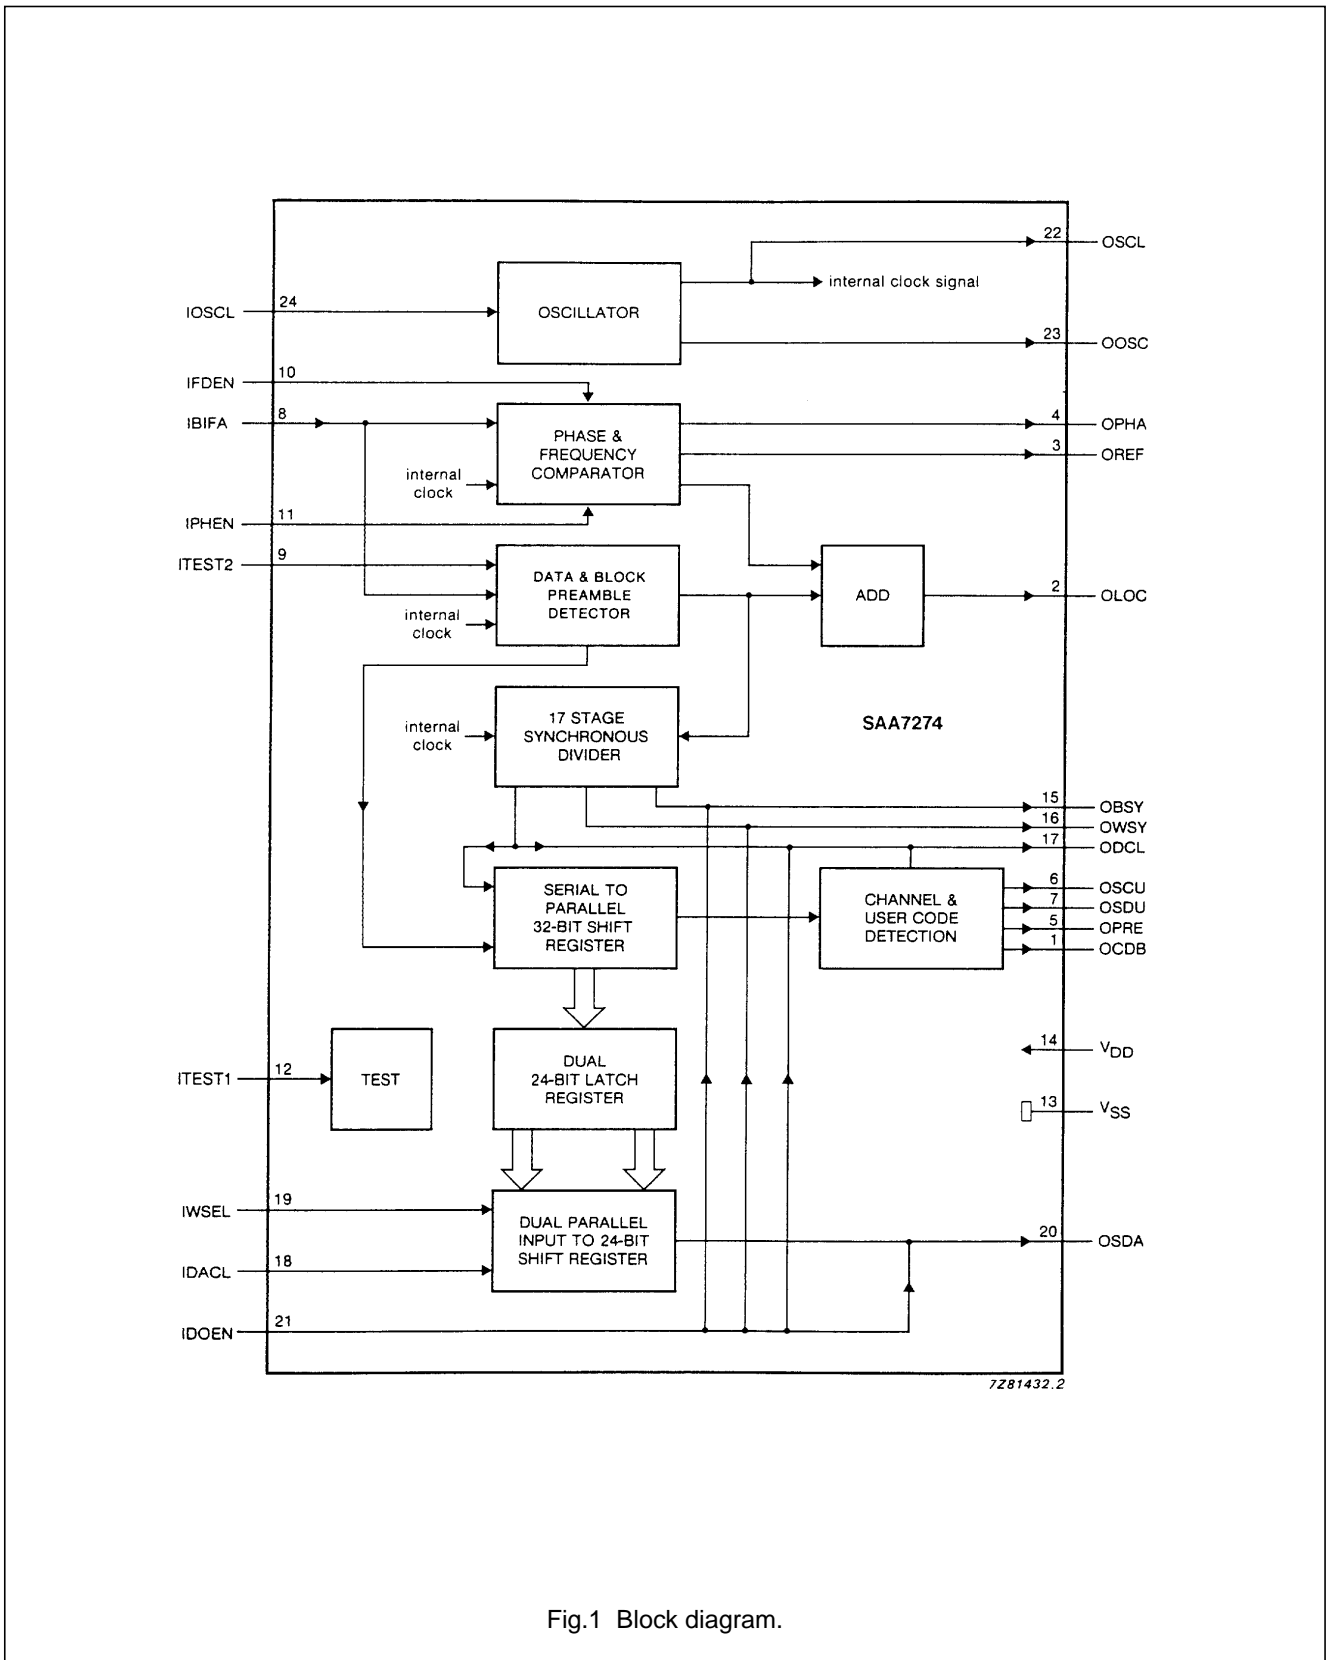 22
OSCL
internal clock signal
IOSCL
24
OSCILLATOR
23
OOSC
IFDEN
10
IBIFA
8
PHASE &
FREQUENCY
COMPARATOR
4
OPHA
3
OREF
internal
clock
IPHEN
11
ITEST2
9
DATA & BLOCK
PREAMBLE
DETECTOR
ADD
2
OLOC
internal
clock
17 STAGE
SYNCHRONOUS
DIVIDER
internal
clock
SAA7274
15
OBSY
16
OWSY
17
ODCL
SERIAL TO
PARALLEL
32-BIT SHIFT
REGISTER
CHANNEL &
USER CODE
DETECTION
6
OSCU
7
OSDU
5
OPRE
1
OCDB
ITEST1
12
TEST
DUAL
24-BIT LATCH
REGISTER
14
VDD
13
VSS
IWSEL
19
DUAL PARALLEL
INPUT TO 24-BIT
SHIFT REGISTER
20
OSDA
IDACL
18
IDOEN
21
7Z81432.2
Fig.1 Block diagram.